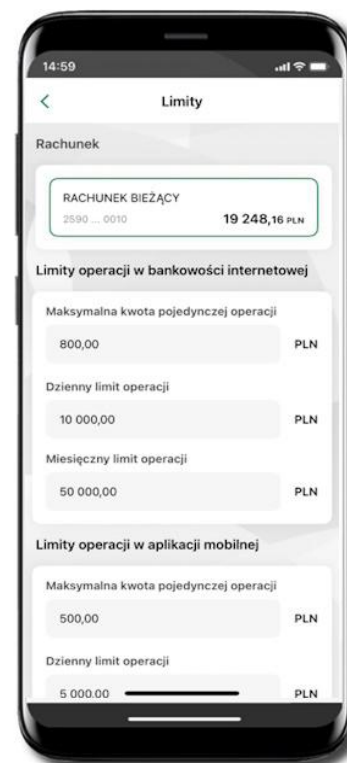 14:59
Limity
Rachunek
RACHUNEK BIEŻĄCY
2590 ... 0010 19 248,16 PLN
Limity operacji w bankowości internetowej
Maksymalna kwota pojedynczej operacji
800,00 PLN
Dzienny limit operacji
10 000,00 PLN
Miesięczny limit operacji
50 000,00 PLN
Limity operacji w aplikacji mobilnej
Maksymalna kwota pojedynczej operacji
500,00 PLN
Dzienny limit operacji
5 000,00 PLN